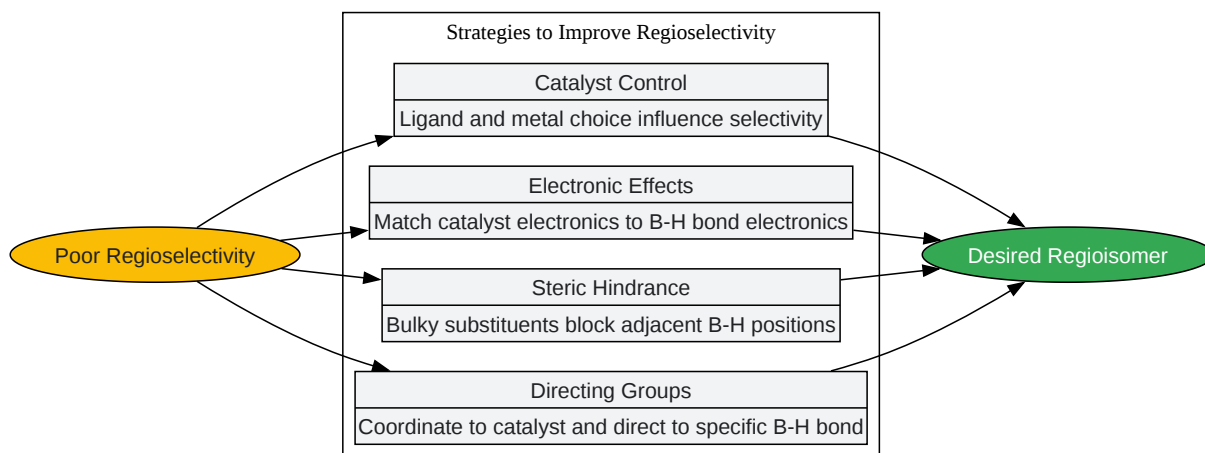 Strategies to Improve Regioselectivity
Catalyst Control
Ligand and metal choice influence selectivity
Electronic Effects
Match catalyst electronics to B-H bond electronics
Poor Regioselectivity
Desired Regioisomer
Steric Hindrance
Bulky substituents block adjacent B-H positions
Directing Groups
Coordinate to catalyst and direct to specific B-H bond